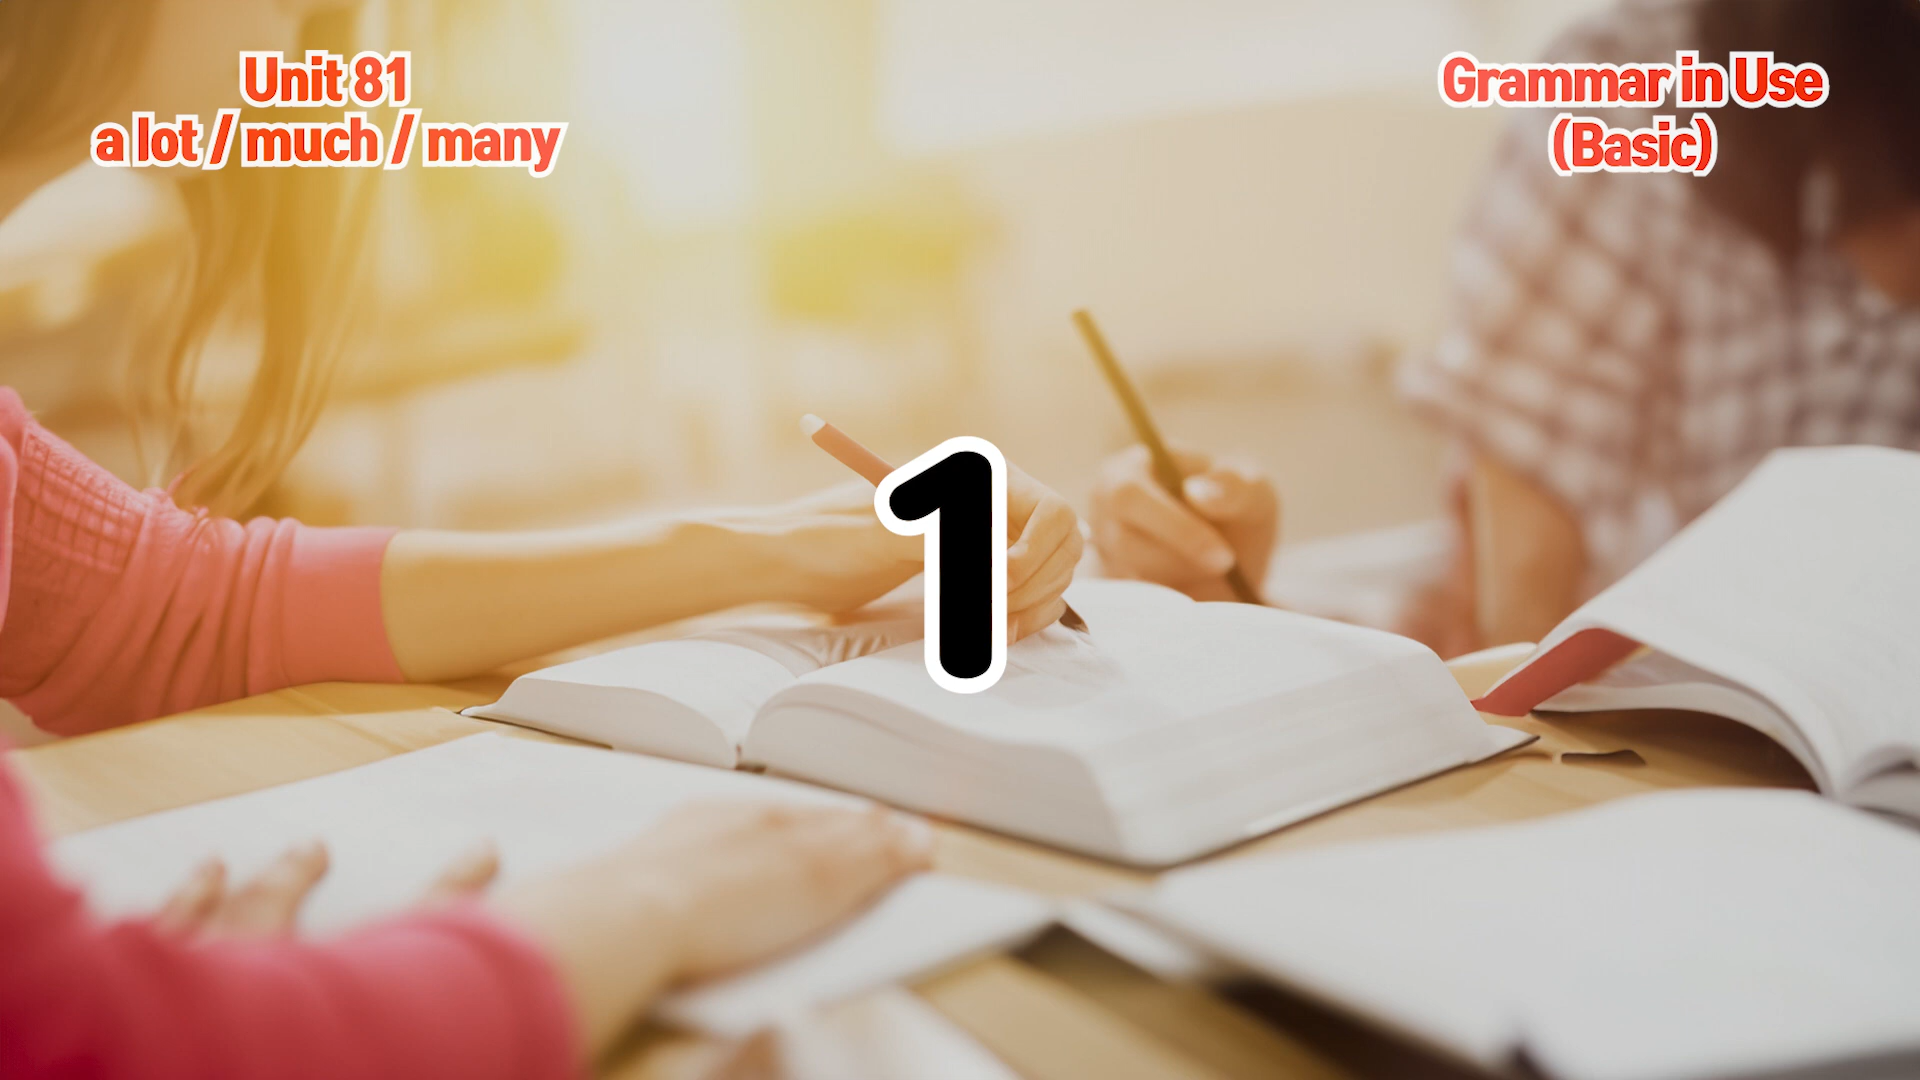 Unit 81
a lot / much / many
Grammar in Use
(Basic)
1